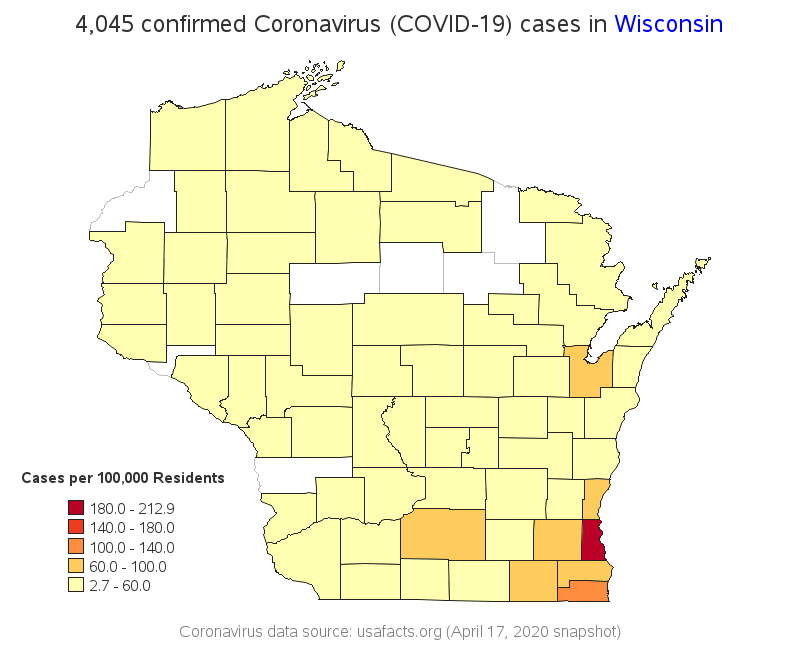 4,045 confirmed Coronavirus (COVID-19) cases in Wisconsin
Cases per 100,000 Residents
180.0 - 212.9
140.0 - 180.0
100.0 - 140.0
60.0 - 100.0
2.7 - 60.0
Coronavirus data source: usafacts.org (April 17, 2020 snapshot)